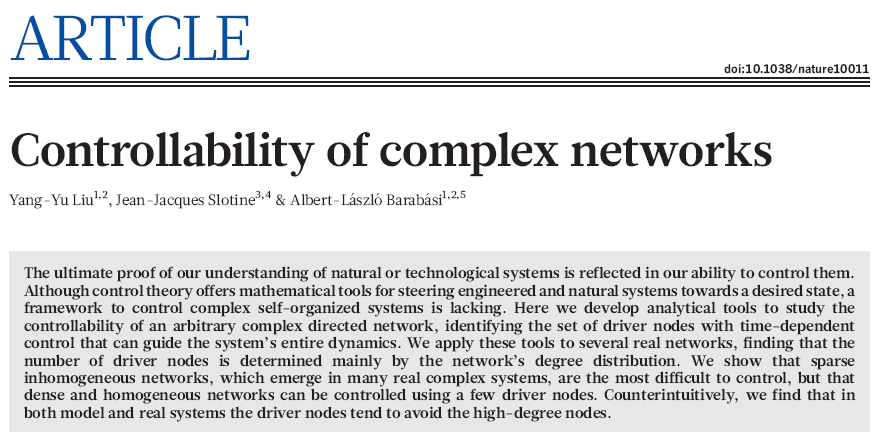 ARTICLE
doi:10.1038/nature10011
Controllability of complex networks
Yang-Yu Liu1,2, Jean-Jacques Slotine3,4 & Albert-László Barabási1,2,5
The ultimate proof of our understanding of natural or technological systems is reflected in our ability to control them.
Although control theory offers mathematical tools for steering engineered and natural systems towards a desired state, a
framework to control complex self-organized systems is lacking. Here we develop analytical tools to study the
controllability of an arbitrary complex directed network, identifying the set of driver nodes with time-dependent
control that can guide the system's entire dynamics. We apply these tools to several real networks, finding that the
number of driver nodes is determined mainly by the network's degree distribution. We show that sparse
inhomogeneous networks, which emerge in many real complex systems, are the most difficult to control, but that
dense and homogeneous networks can be controlled using a few driver nodes. Counterintuitively, we find that in
both model and real systems the driver nodes tend to avoid the high-degree nodes.